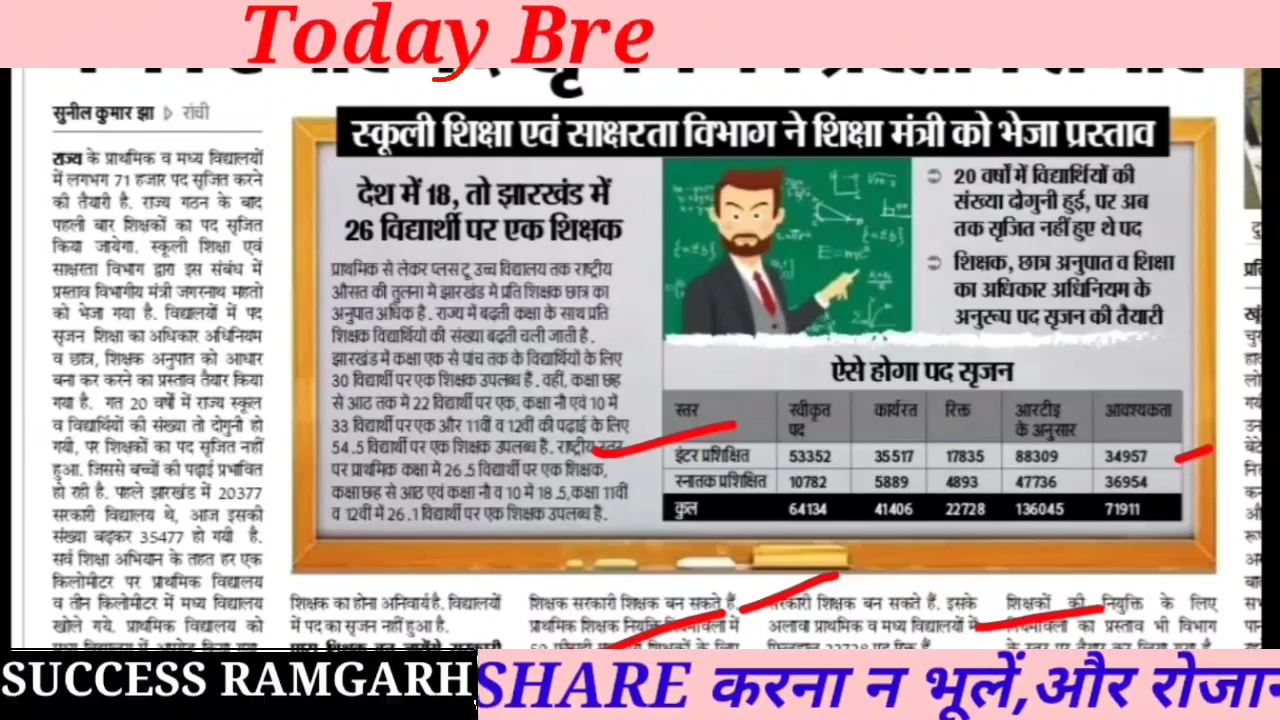 Today Bre
सुनील कुमार झा ▷ रांची
राज्य के प्राथमिक व मध्य विद्यालयों
में लगभग 71 हजार पद सृजित करने
की तैयारी है. राज्य गठन के बाद
पहली बार शिक्षकों का पद सृजित
किया जायेगा. स्कूली शिक्षा एवं
साक्षरता विभाग द्वारा इस संबंध में
प्रस्ताव विभागीय मंत्री जगरनाथ महतो
को भेजा गया है. विद्यालयों में पद
सृजन शिक्षा का अधिकार अधिनियम
व छात्र, शिक्षक अनुपात को आधार
बना कर करने का प्रस्ताव तैयार किया
गया है. गत 20 वर्षों में राज्य स्कूल
व विद्यार्थियों की संख्या तो दोगुनी हो
गयी, पर शिक्षकों का पद सृजित नहीं
हुआ. जिससे बच्चों की पढ़ाई प्रभावित
हो रही है. पहले झारखंड में 20377
सरकारी विद्यालय थे, आज इसकी
संख्या बढ़कर 35477 हो गयी है.
सर्व शिक्षा अभियान के तहत हर एक
किलोमीटर पर प्राथमिक विद्यालय
व तीन किलोमीटर में मध्य विद्यालय
खोले गये. प्राथमिक विद्यालय को
स्कूली शिक्षा एवं साक्षरता विभाग ने शिक्षा मंत्री को भेजा प्रस्ताव
देश में 18, तो झारखंड में
26 विद्यार्थी पर एक शिक्षक
प्राथमिक से लेकर प्लस टू उच्च विद्यालय तक राष्ट्रीय
औसत की तुलना में झारखंड में प्रति शिक्षक छात्र का
अनुपात अधिक है. राज्य में बढ़ती कक्षा के साथ प्रति
शिक्षक विद्यार्थियों की संख्या बढ़ती चली जाती है.
झारखंड में कक्षा एक से पांच तक के विद्यार्थियों के लिए
30 विद्यार्थी पर एक शिक्षक उपलब्ध हैं. वहीं, कक्षा छह
से आठ तक में 22 विद्यार्थी पर एक, कक्षा नौ एवं 10 में
33 विद्यार्थी पर एक और 11वीं व 12वीं की पढ़ाई के लिए
54.5 विद्यार्थी पर एक शिक्षक उपलब्ध है. राष्ट्रीय स्तर
पर प्राथमिक कक्षा में 26.5 विद्यार्थी पर एक शिक्षक,
कक्षा छह से आठ एवं कक्षा नौ व 10 में 18.5, कक्षा 11वीं
व 12वीं में 26.1 विद्यार्थी पर एक शिक्षक उपलब्ध है.
20 वर्षों में विद्यार्थियों की
संख्या दोगुनी हुई, पर अब
तक सृजित नहीं हुए थे पद
शिक्षक, छात्र अनुपात व शिक्षा
का अधिकार अधिनियम के
अनुरूप पद सृजन की तैयारी
ऐसे होगा पद सृजन
स्तर स्वीकृत पद कार्यरत रिक्त आरटीइ के अनुसार आवश्यकता
इंटर प्रशिक्षित 53352 35517 17835 88309 34957
स्नातक प्रशिक्षित 10782 5889 4893 47736 36954
कुल 64134 41406 22728 136045 71911
शिक्षक का होना अनिवार्य है. विद्यालयों
में पद का सृजन नहीं हुआ है.
शिक्षक सरकारी शिक्षक बन सकते हैं.
प्राथमिक शिक्षक नियुक्ति नियमावली में
सरकारी शिक्षक बन सकते हैं. इसके
अलावा प्राथमिक व मध्य विद्यालयों में
शिक्षकों की नियुक्ति के लिए
नियमावली का प्रस्ताव भी विभाग
SUCCESS RAMGARH
SHARE करना न भूलें,और रोजान